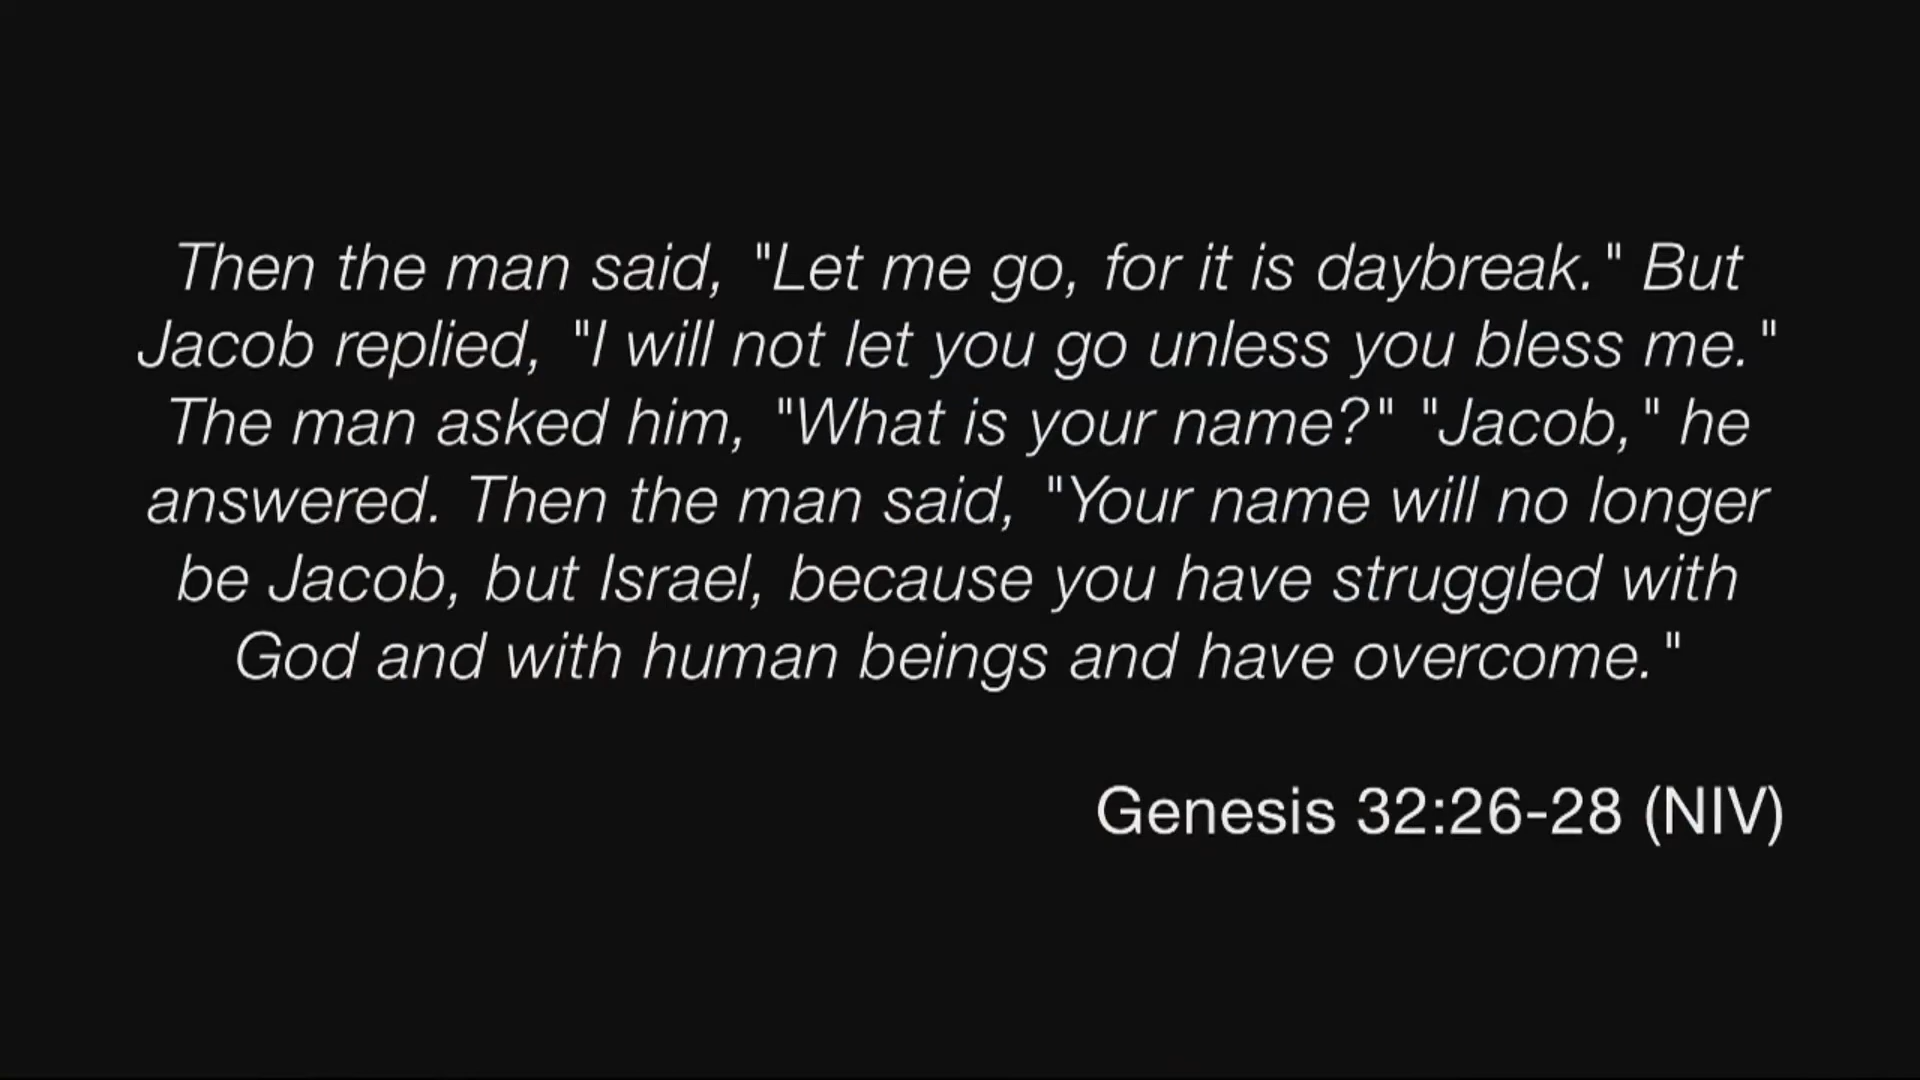 Then the man said, "Let me go, for it is daybreak." But
Jacob replied, "I will not let you go unless you bless me."
The man asked him, "What is your name?" "Jacob," he
answered. Then the man said, "Your name will no longer
be Jacob, but Israel, because you have struggled with
God and with human beings and have overcome."
Genesis 32:26-28 (NIV)